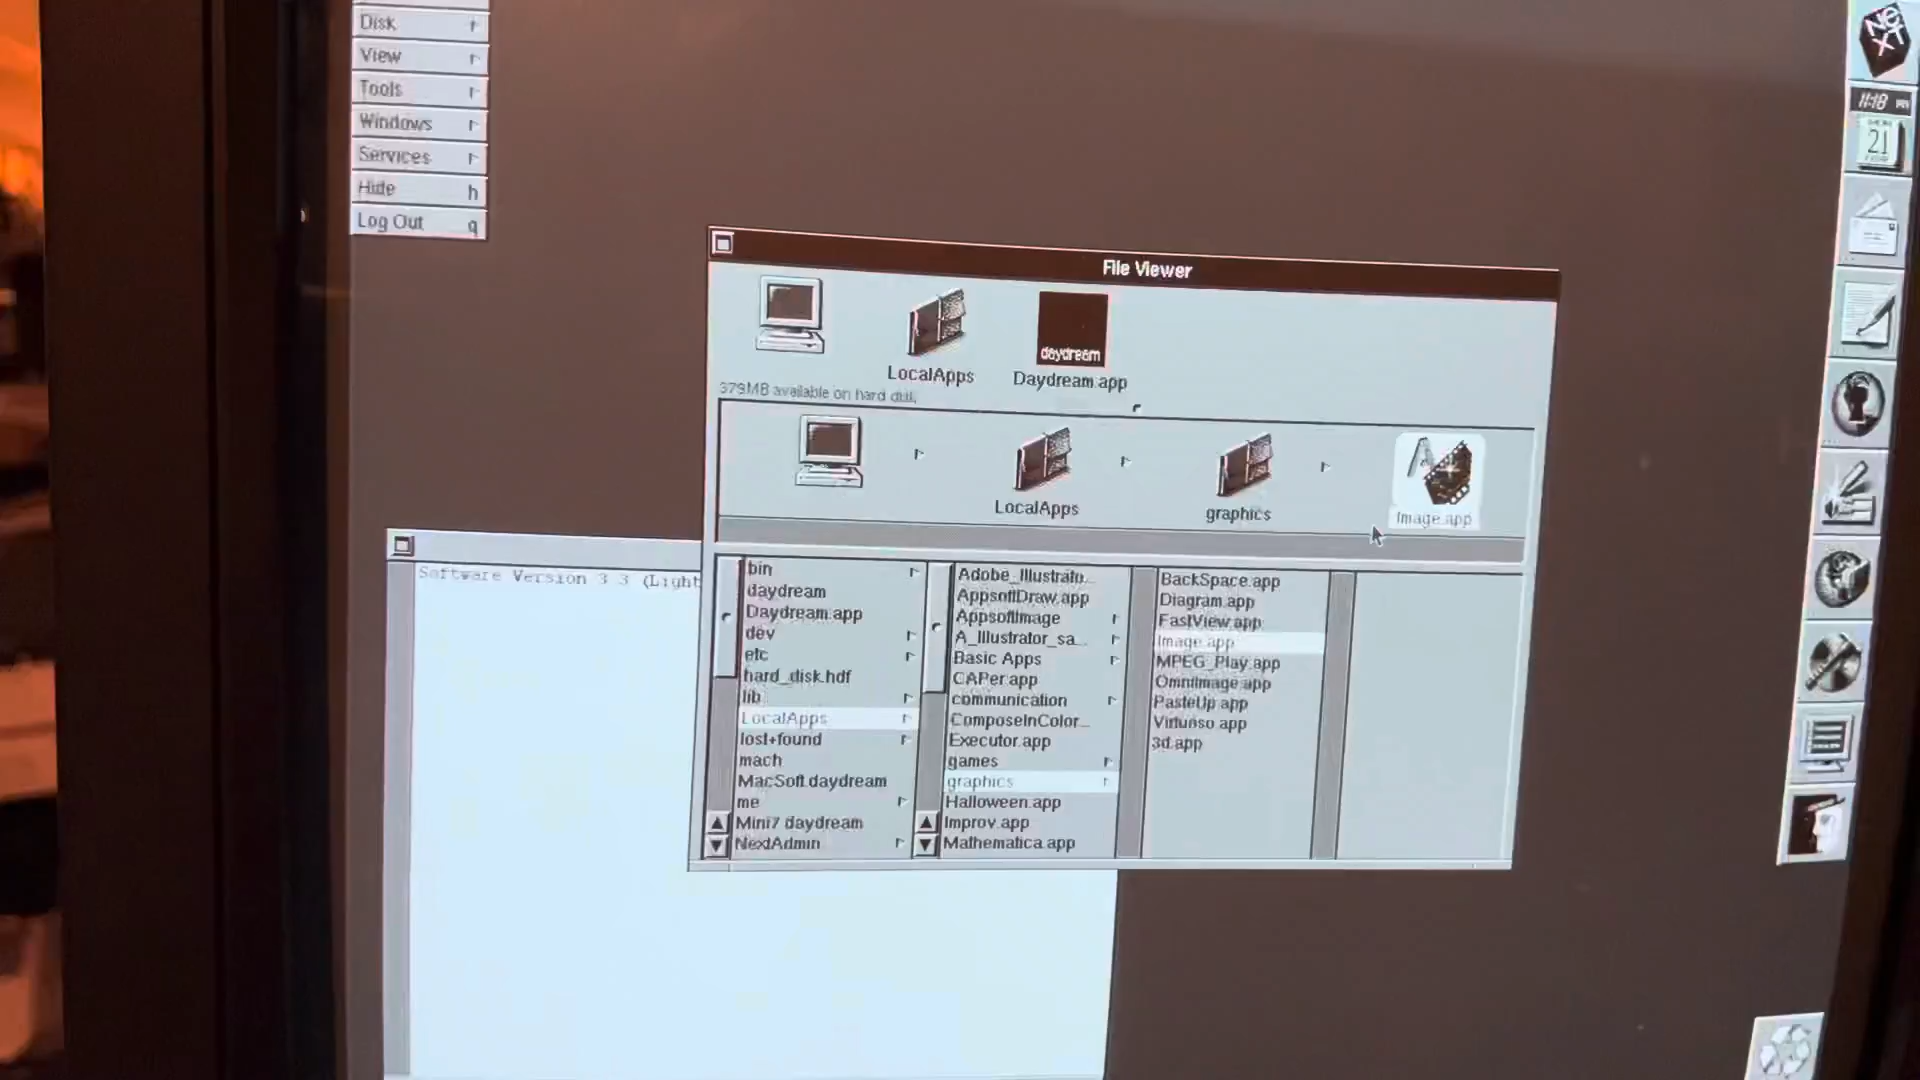 Disk
View
Tools
Windows
Services
Hide h
Log Out q
NeXT
11:18
21
File Viewer
daydream
LocalApps
Daydream.app
379MB available on hard disk
LocalApps
graphics
Image.app
Software Version 3 3 (Light
bin
daydream
Daydream.app
dev
etc
hard_disk.hdf
lib
LocalApps
lost+found
mach
MacSoft.daydream
me
Mini7 daydream
NextAdmin
Adobe_Illustrato...
AppsoftDraw.app
AppsoftImage
A_Illustrator_sa...
Basic Apps
CAPer.app
communication
ComposeInColor...
Executor.app
games
graphics
Halloween.app
Improv.app
Mathematica.app
BackSpace.app
Diagram.app
FastView.app
Image.app
MPEG_Play.app
OmniImage.app
PasteUp.app
Virtuoso.app
3d.app